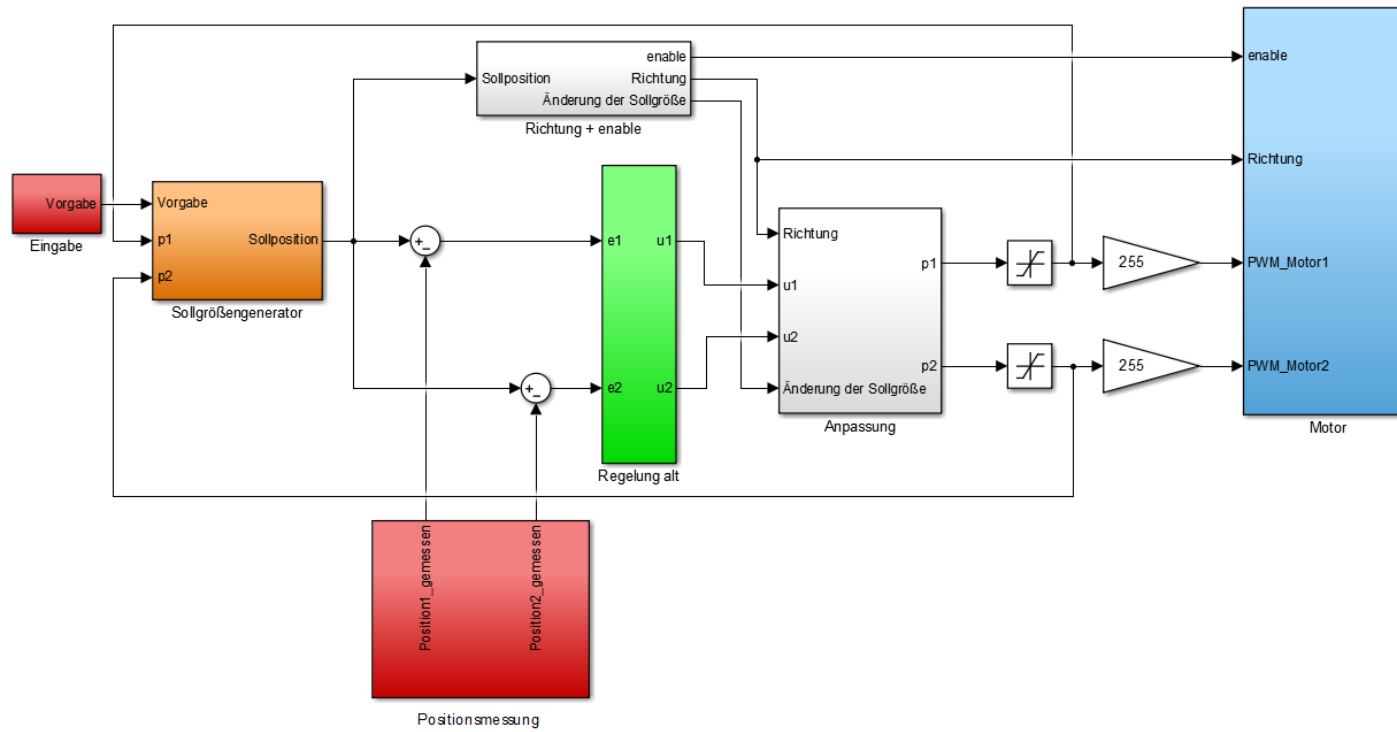 enable
Sollposition
Richtung
Änderung der Sollgröße
Richtung + enable
Vorgabe
Eingabe
Vorgabe
p1
p2
Sollposition
Sollgrößengenerator
+
–
+
–
e1
e2
u1
u2
Regelung alt
Richtung
u1
u2
Änderung der Sollgröße
p1
p2
Anpassung
255
255
enable
Richtung
PWM_Motor1
PWM_Motor2
Motor
Position1_gemessen
Position2_gemessen
Positionsmessung